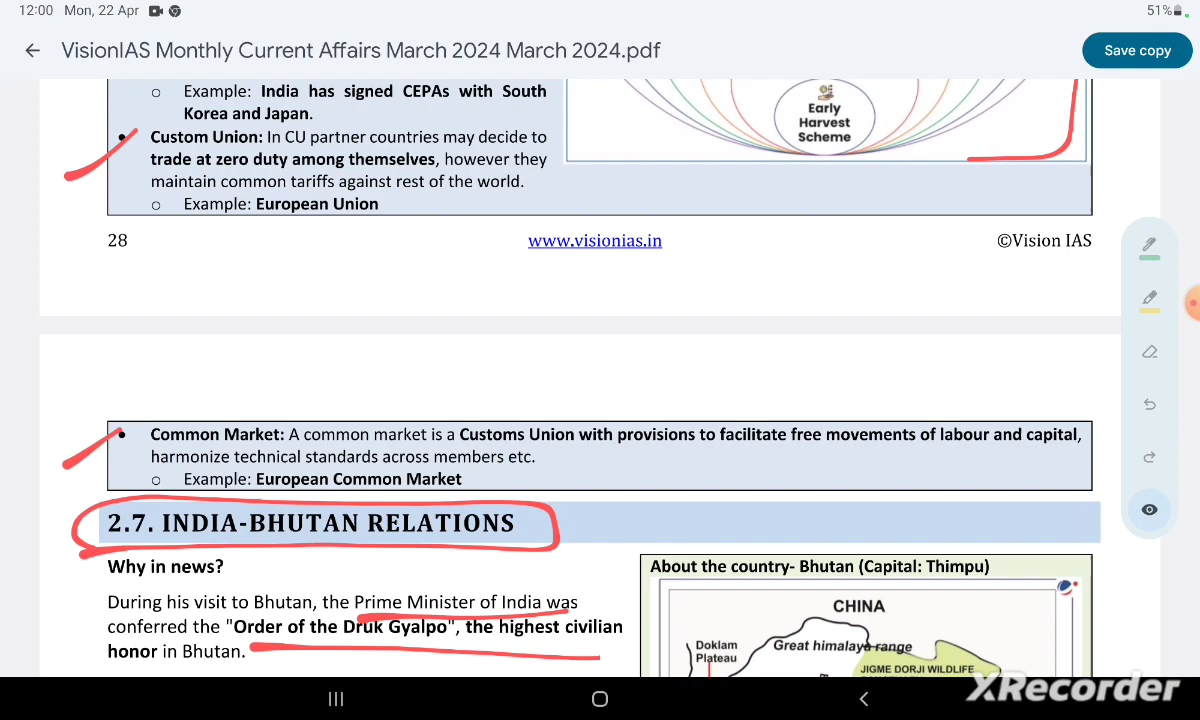 12:00 Mon, 22 Apr
51%
VisionIAS Monthly Current Affairs March 2024 March 2024.pdf
Save copy
o Example: India has signed CEPAs with South
Korea and Japan.
• Custom Union: In CU partner countries may decide to
trade at zero duty among themselves, however they
maintain common tariffs against rest of the world.
o Example: European Union
Early
Harvest
Scheme
28
www.visionias.in
©Vision IAS
• Common Market: A common market is a Customs Union with provisions to facilitate free movements of labour and capital,
harmonize technical standards across members etc.
o Example: European Common Market
2.7. INDIA-BHUTAN RELATIONS
Why in news?
During his visit to Bhutan, the Prime Minister of India was
conferred the "Order of the Druk Gyalpo", the highest civilian
honor in Bhutan.
About the country- Bhutan (Capital: Thimpu)
CHINA
Doklam
Plateau
Great himalaya range
JIGME DORJI WILDLIFE
XRecorder